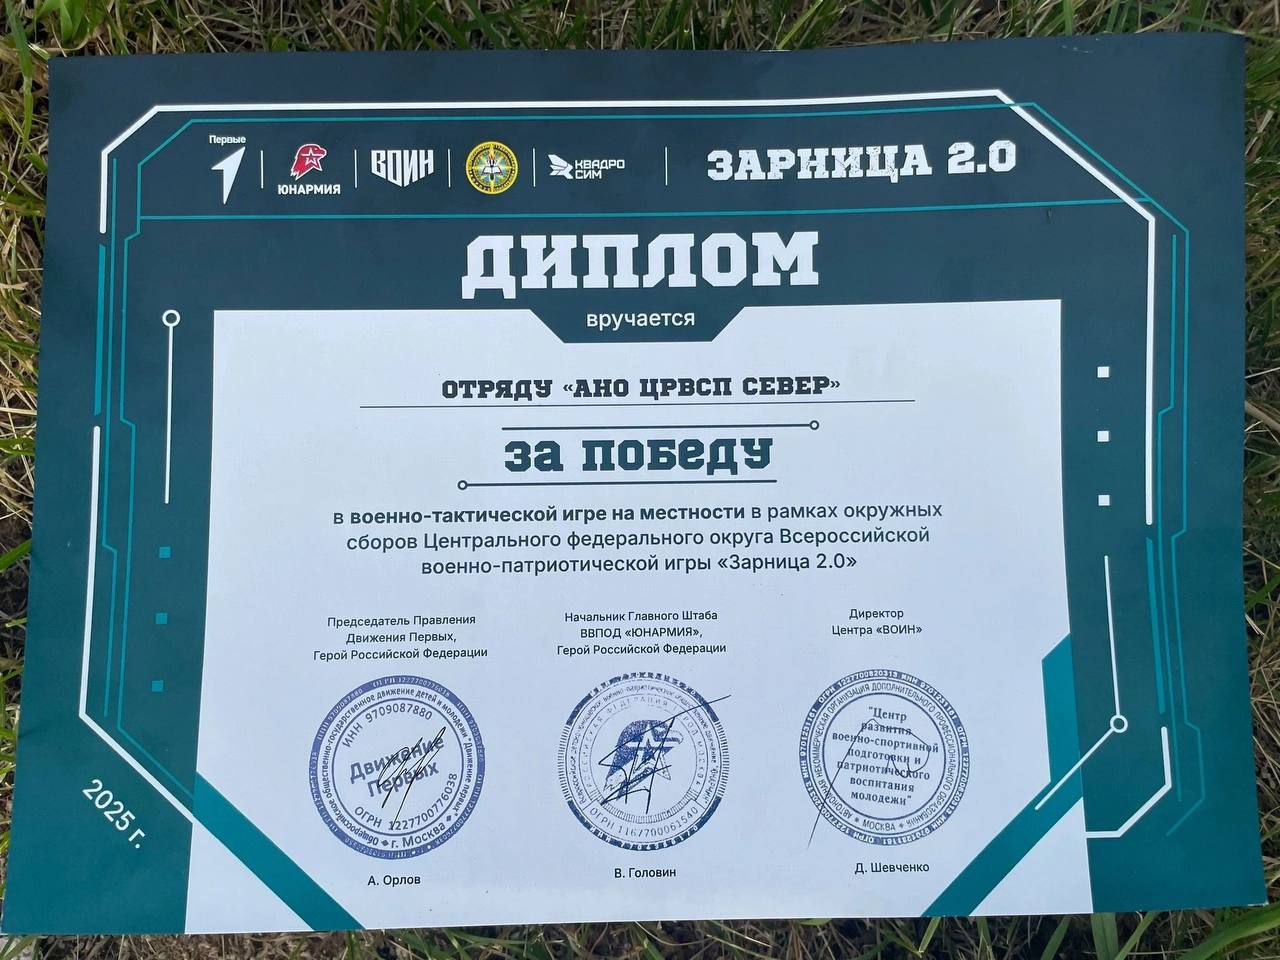 Первые
ЮНАРМИЯ
ВОИН
КВАДРО
СИМ
ЗАРНИЦА 2.0
ДИПЛОМ
вручается
ОТРЯДУ «АНО ЦРВСП СЕВЕР»
ЗА ПОБЕДУ
в военно-тактической игре на местности в рамках окружных
сборов Центрального федерального округа Всероссийской
военно-патриотической игры «Зарница 2.0»
Председатель Правления
Движения Первых,
Герой Российской Федерации
Начальник Главного Штаба
ВВПОД «ЮНАРМИЯ»,
Герой Российской Федерации
Директор
Центра «ВОИН»
ИНН 9709087880
Движение
Первых
ОГРН 1227700776038
г. Москва
ОГРН 1167700061540
"Центр
развития
военно-спортивной
подготовки и
патриотического
воспитания
молодежи"
МОСКВА
А. Орлов
В. Головин
Д. Шевченко
2025 г.